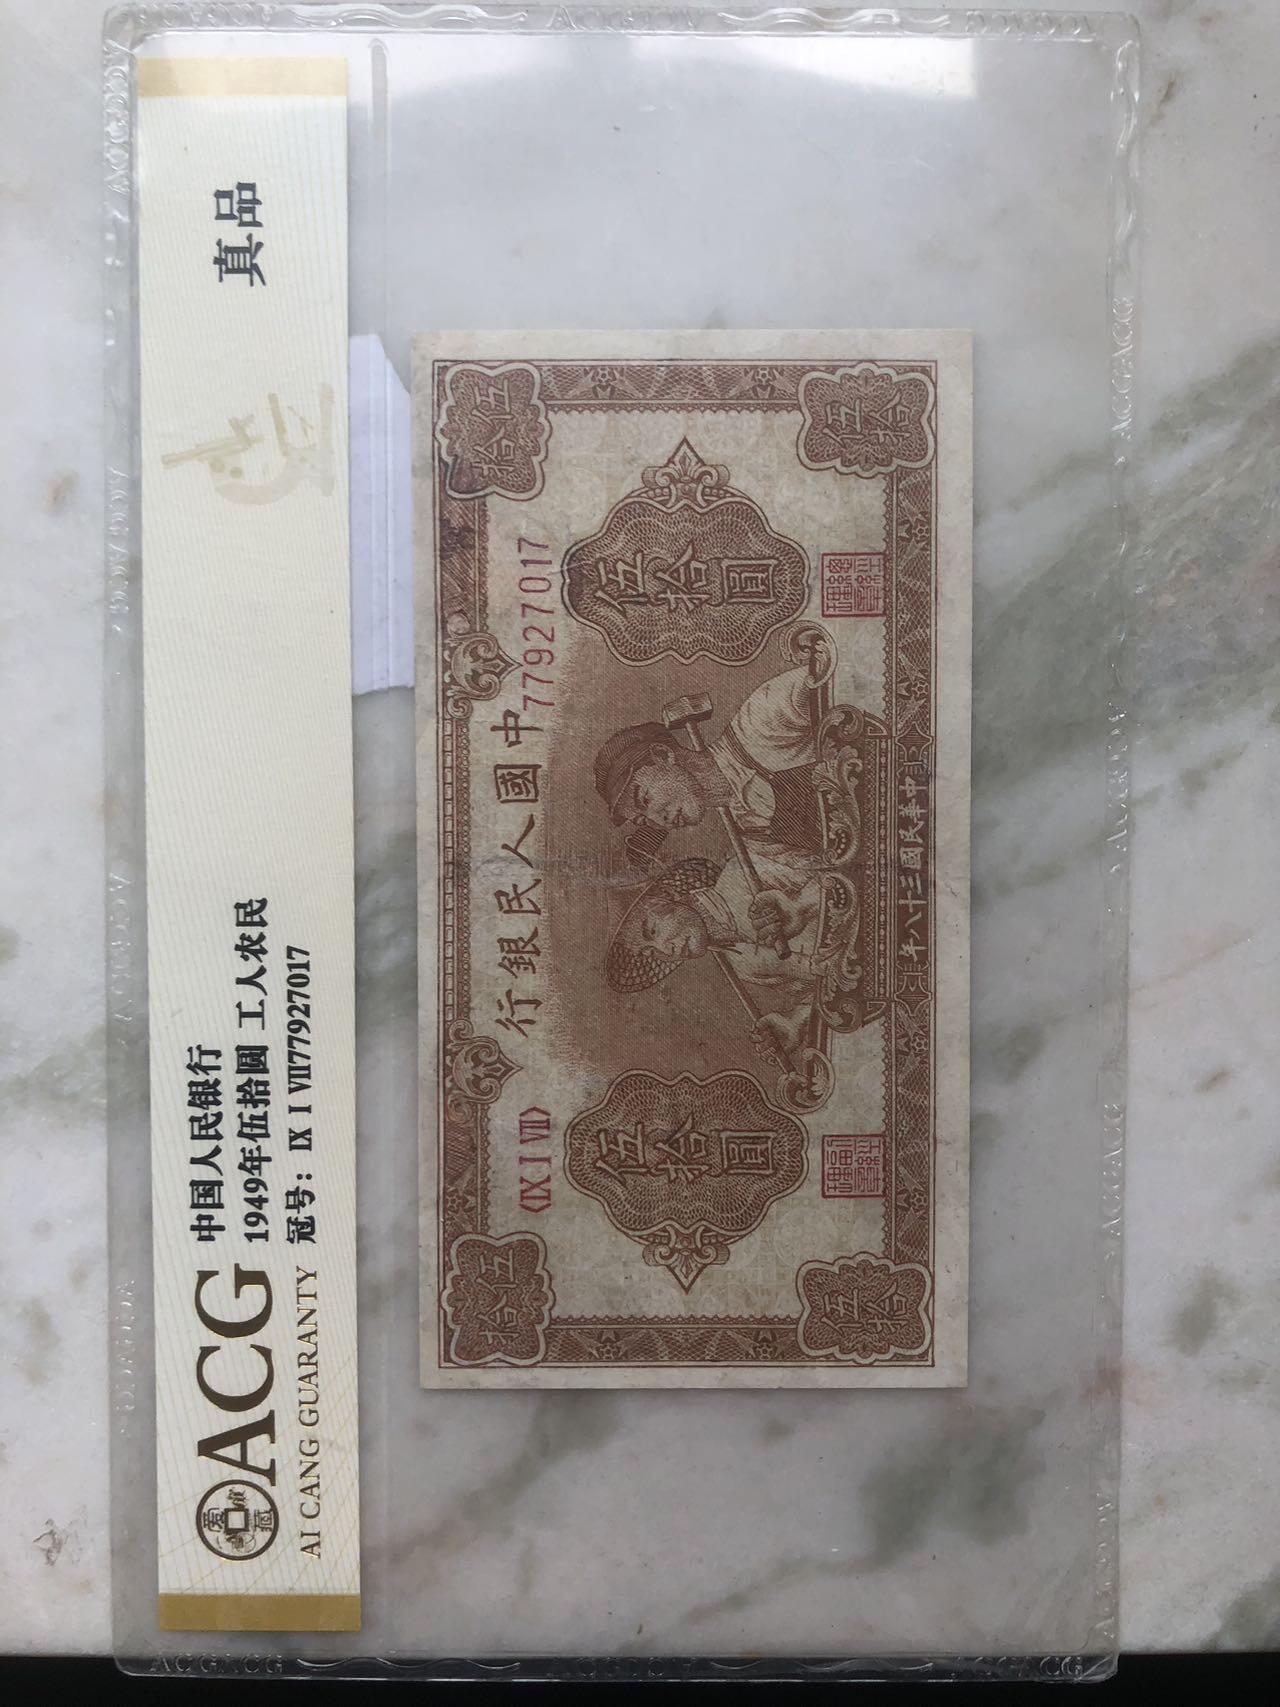 ACG
AI CANG GUARANTY
中国人民银行
1949年伍拾圆 工人农民
冠号：Ⅸ Ⅰ Ⅶ77927017
真品
伍拾
伍拾
行銀民人國中
〈Ⅸ Ⅰ Ⅶ〉
77927017
伍拾圓
伍拾圓
年八十三國民華中
伍拾
伍拾